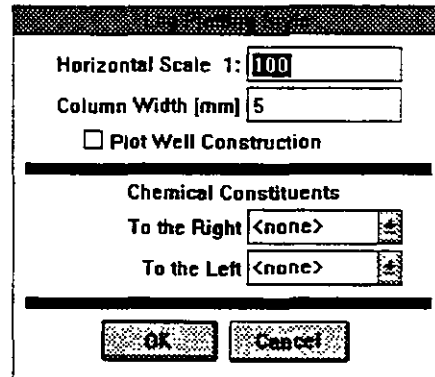 Horizontal Scale 1: 100
Column Width [mm] 5
Plot Well Construction
Chemical Constituents
To the Right <none>
To the Left <none>
OK Cancel